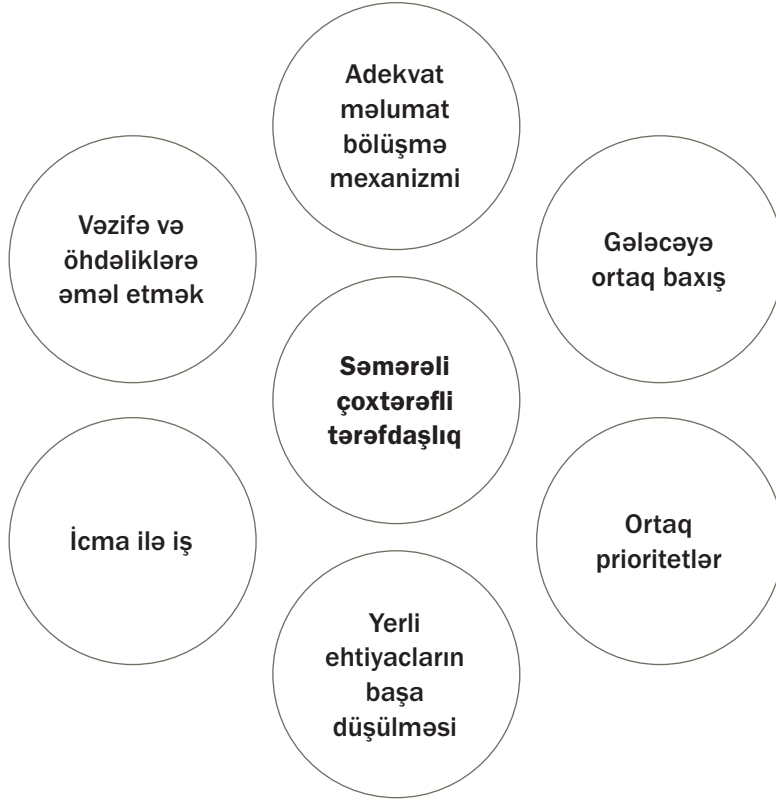 Adekvat
məlumat
bölüşmə
mexanizmi
Vəzifə və
öhdəliklərə
əməl etmək
Gələcəyə
ortaq baxış
Səmərəli
çoxtərəfli
tərəfdaşlıq
İcma ilə iş
Ortaq
prioritetlər
Yerli
ehtiyacların
başa
düşülməsi